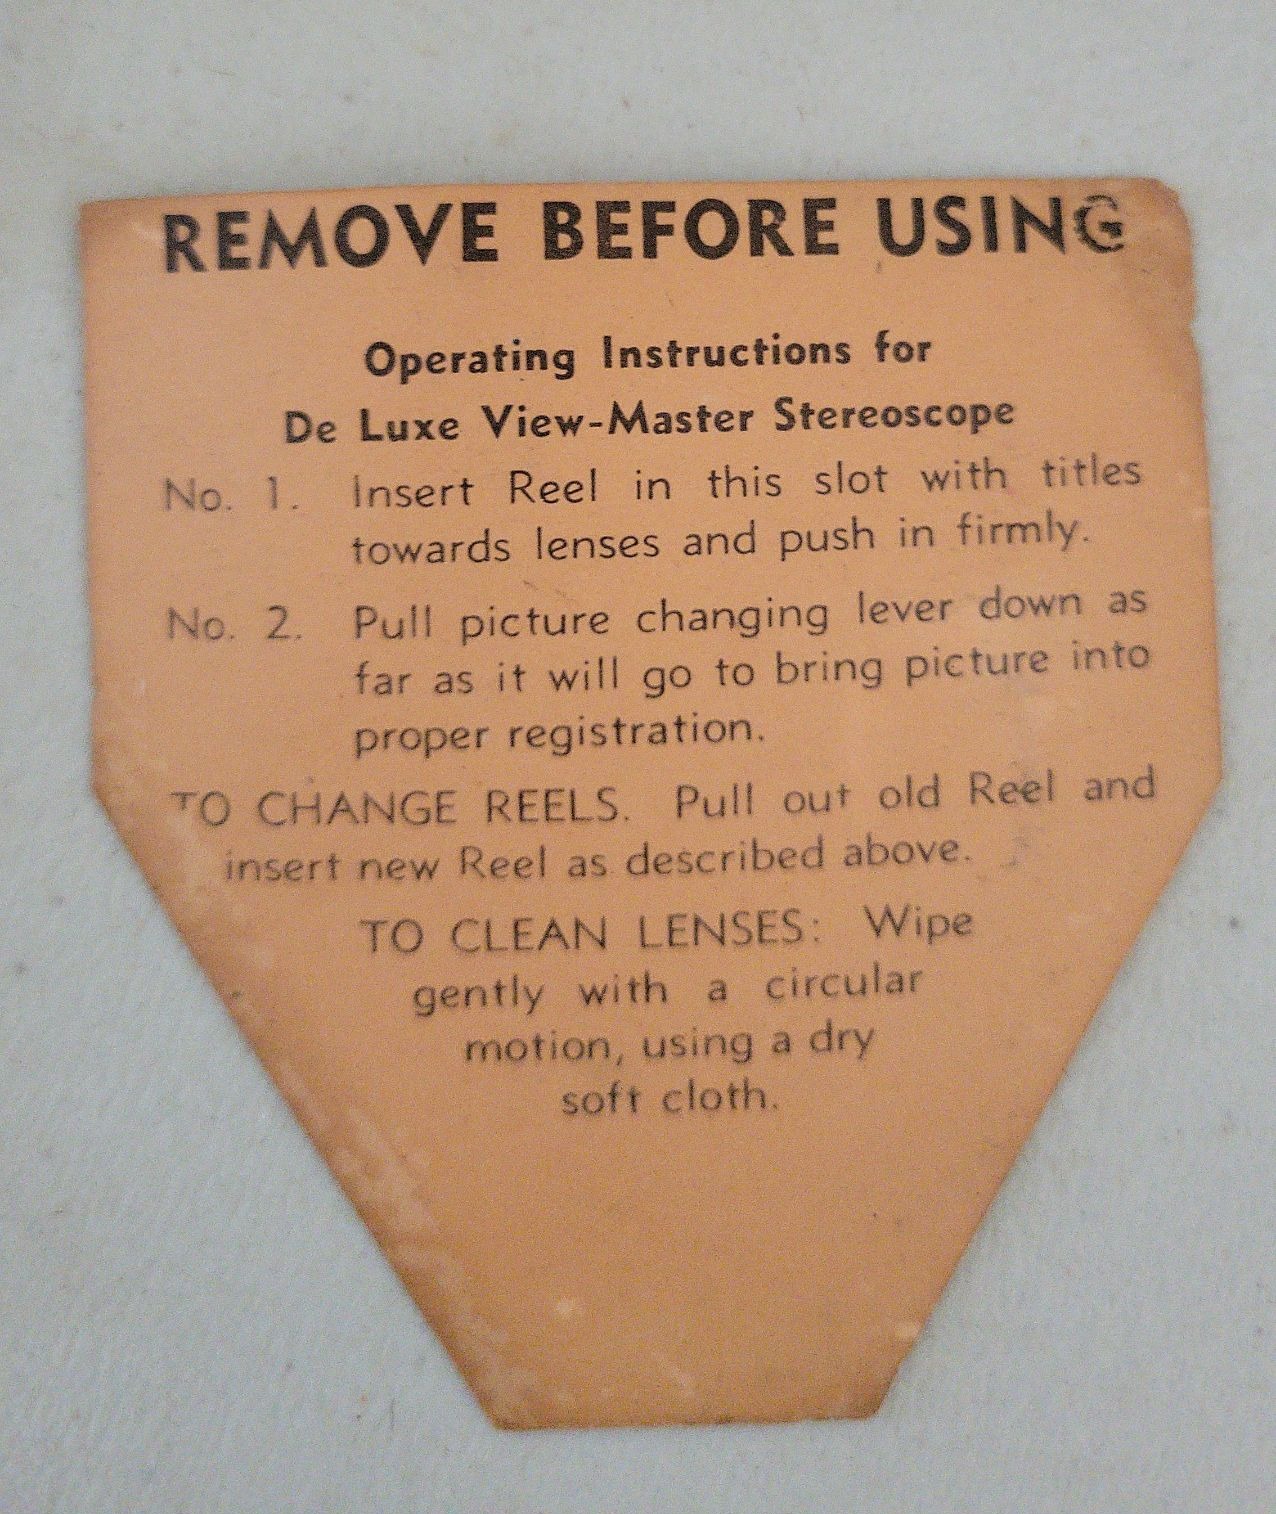 REMOVE BEFORE USING
Operating Instructions for
De Luxe View-Master Stereoscope
No. 1. Insert Reel in this slot with titles
towards lenses and push in firmly.
No. 2. Pull picture changing lever down as
far as it will go to bring picture into
proper registration.
TO CHANGE REELS. Pull out old Reel and
insert new Reel as described above.
TO CLEAN LENSES: Wipe
gently with a circular
motion, using a dry
soft cloth.